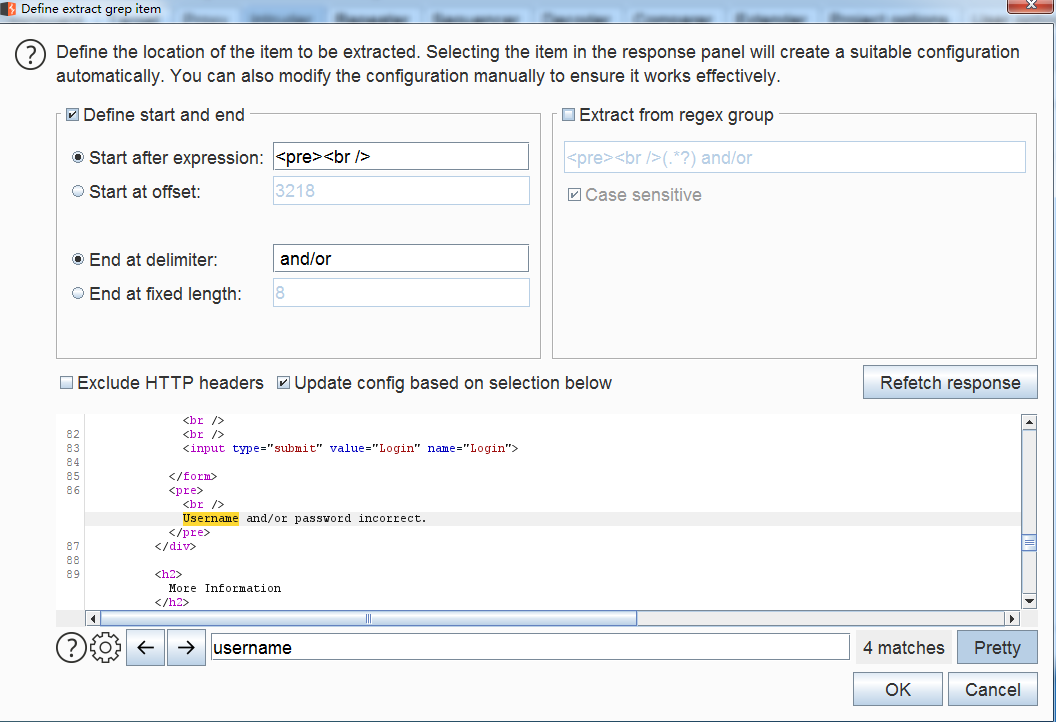 Define extract grep item
Define the location of the item to be extracted. Selecting the item in the response panel will create a suitable configuration
automatically. You can also modify the configuration manually to ensure it works effectively.
Define start and end
Start after expression: <pre><br />
Start at offset: 3218
End at delimiter: and/or
End at fixed length: 8
Extract from regex group
<pre><br />(.*?) and/or
Case sensitive
Exclude HTTP headers Update config based on selection below Refetch response
<br />
82 <br />
83 <input type="submit" value="Login" name="Login">
84
85 </form>
86 <pre>
<br />
Username and/or password incorrect.
</pre>
87 </div>
88
89 <h2>
More Information
</h2>
username 4 matches Pretty
OK Cancel